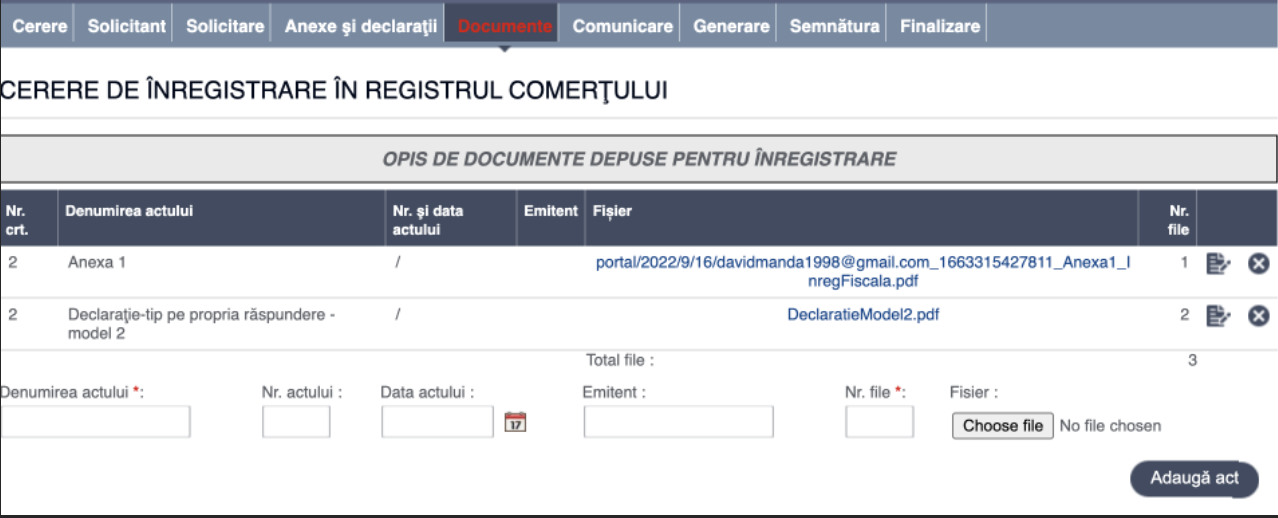 Cerere Solicitant Solicitare Anexe şi declaraţii Documente Comunicare Generare Semnătura Finalizare
CERERE DE ÎNREGISTRARE ÎN REGISTRUL COMERŢULUI
OPIS DE DOCUMENTE DEPUSE PENTRU ÎNREGISTRARE
Nr. crt. Denumirea actului Nr. şi data actului Emitent Fișier Nr. file
2 Anexa 1 / portal/2022/9/16/davidmanda1998@gmail.com_1663315427811_Anexa1_I 1
nregFiscala.pdf
2 Declaraţie-tip pe propria răspundere - / DeclaratieModel2.pdf 2
model 2
Total file : 3
Denumirea actului *: Nr. actului : Data actului : Emitent : Nr. file *: Fisier :
17 Choose file No file chosen
Adaugă act